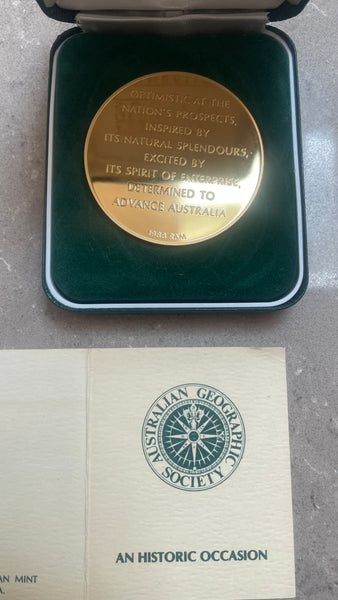 OPTIMISTIC AT THE
NATION'S PROSPECTS,
INSPIRED BY
ITS NATURAL SPLENDOURS,
EXCITED BY
ITS SPIRIT OF ENTERPRISE,
DETERMINED TO
ADVANCE AUSTRALIA
1988 RAM
AUSTRALIAN GEOGRAPHIC
SOCIETY
AN HISTORIC OCCASION
AN MINT
A.